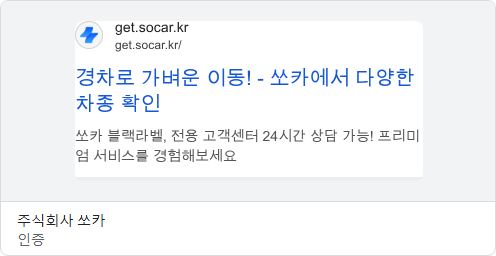 get.socar.kr
get.socar.kr/
경차로 가벼운 이동! - 쏘카에서 다양한
차종 확인
쏘카 블랙라벨, 전용 고객센터 24시간 상담 가능! 프리미
엄 서비스를 경험해보세요
주식회사 쏘카
인증